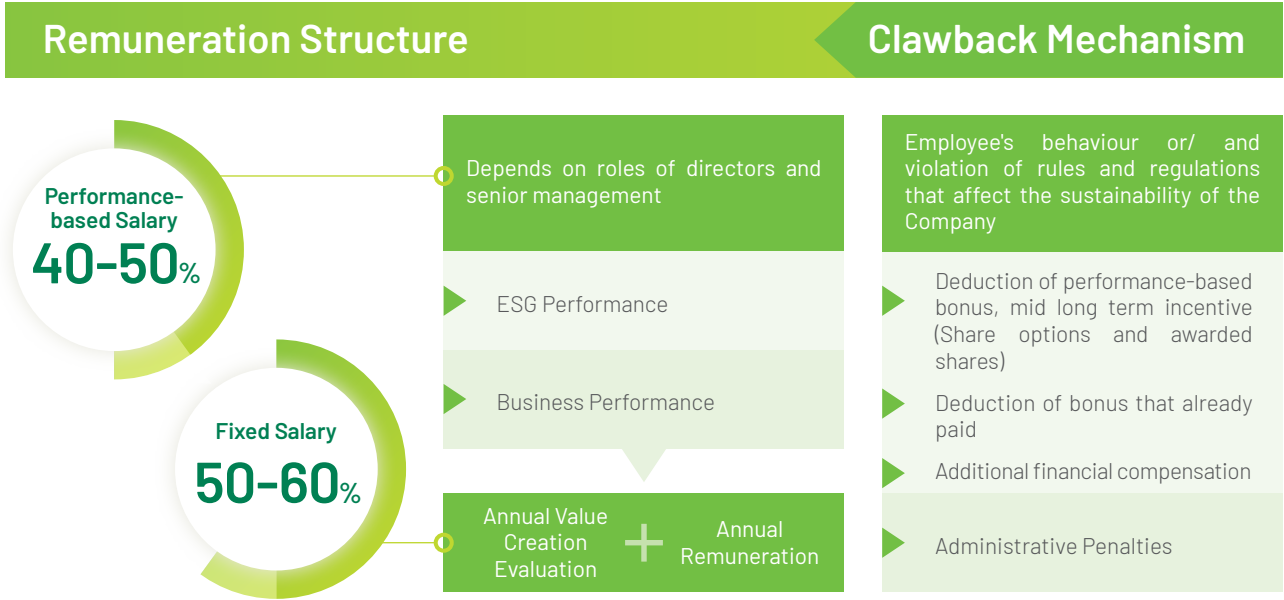 Remuneration Structure
Clawback Mechanism
Performance-
based Salary
40-50%
Fixed Salary
50-60%
Depends on roles of directors and
senior management
ESG Performance
Business Performance
Annual Value
Creation
Evaluation
+
Annual
Remuneration
Employee's behaviour or/ and
violation of rules and regulations
that affect the sustainability of the
Company
Deduction of performance-based
bonus, mid long term incentive
(Share options and awarded
shares)
Deduction of bonus that already
paid
Additional financial compensation
Administrative Penalties